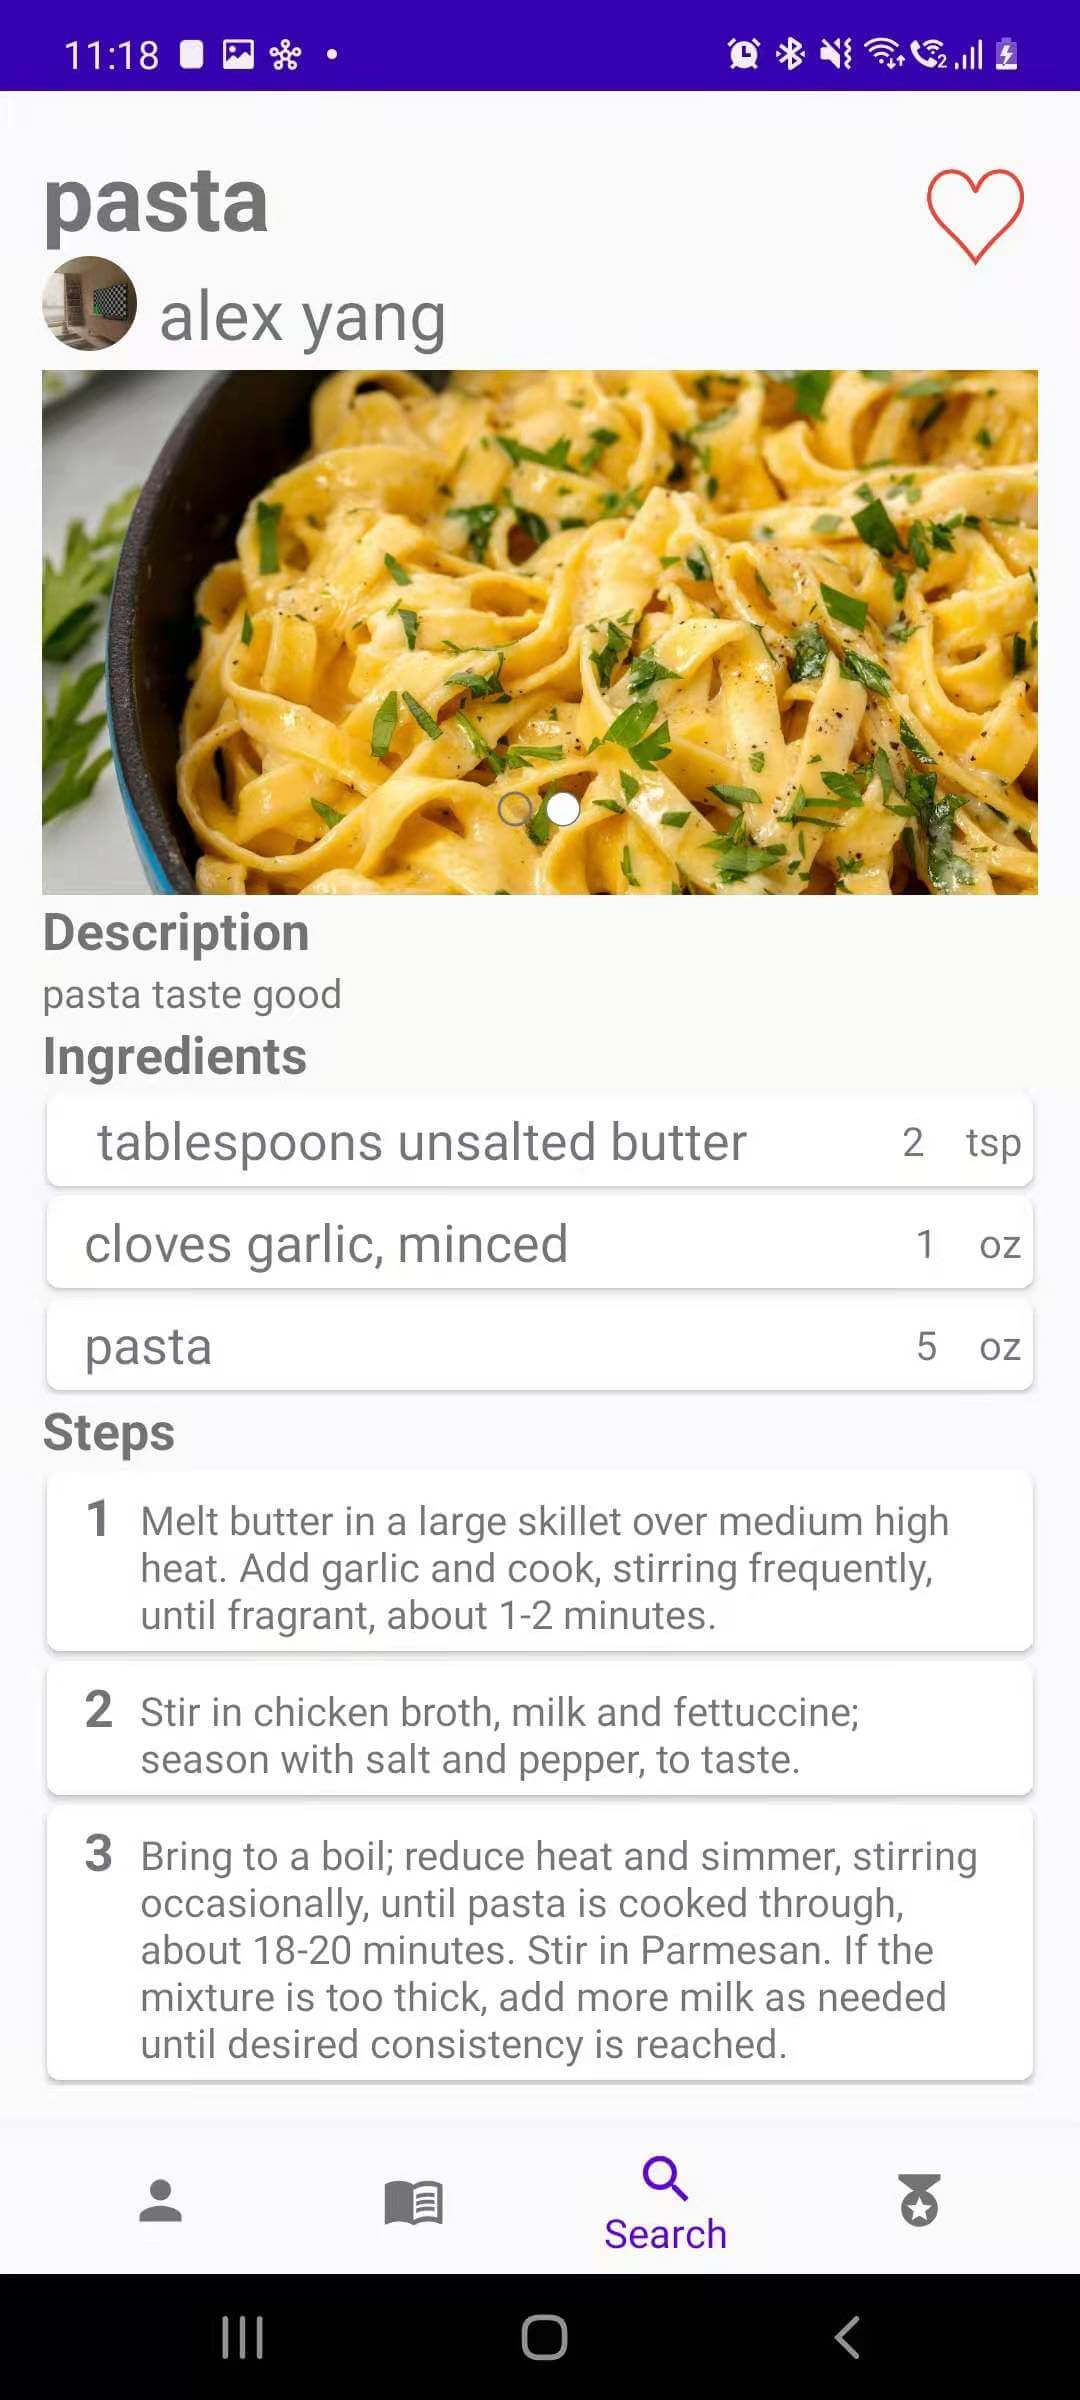 11:18
pasta
alex yang
Description
pasta taste good
Ingredients
tablespoons unsalted butter 2 tsp
cloves garlic, minced 1 oz
pasta 5 oz
Steps
1 Melt butter in a large skillet over medium high
heat. Add garlic and cook, stirring frequently,
until fragrant, about 1-2 minutes.
2 Stir in chicken broth, milk and fettuccine;
season with salt and pepper, to taste.
3 Bring to a boil; reduce heat and simmer, stirring
occasionally, until pasta is cooked through,
about 18-20 minutes. Stir in Parmesan. If the
mixture is too thick, add more milk as needed
until desired consistency is reached.
Search